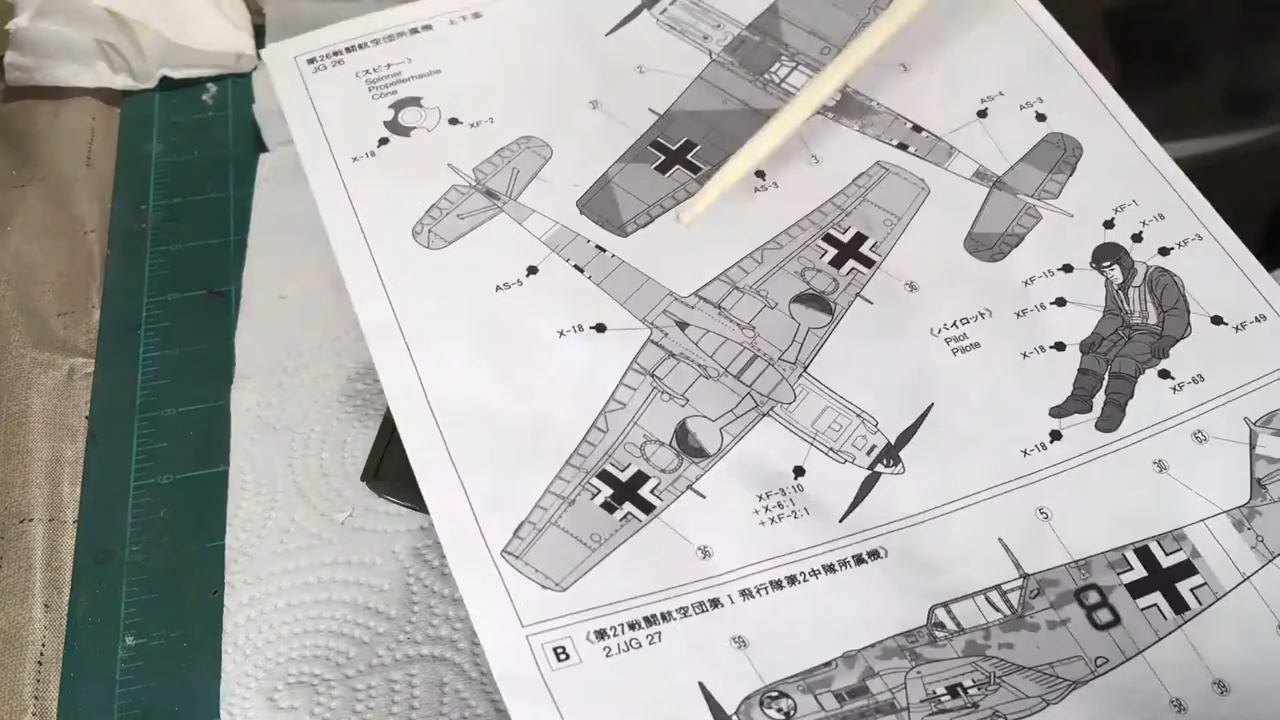 第26戦闘航空団所属機 上下面
JG 26
《スピナー》
Spinner
Propellerhaube
Cône
XF-2
X-18
2
3
3
AS-4
AS-3
AS-3
AS-5
X-18
36
XF-1
X-18
XF-3
XF-15
XF-16
X-18
XF-49
XF-63
X-18
《パイロット》
Pilot
Pilote
XF-3:10
+X-6:1
+XF-2:1
36
B
《第27戦闘航空団第Ⅰ飛行隊第2中隊所属機》
2./JG 27
59
5
30
63
8
58
39